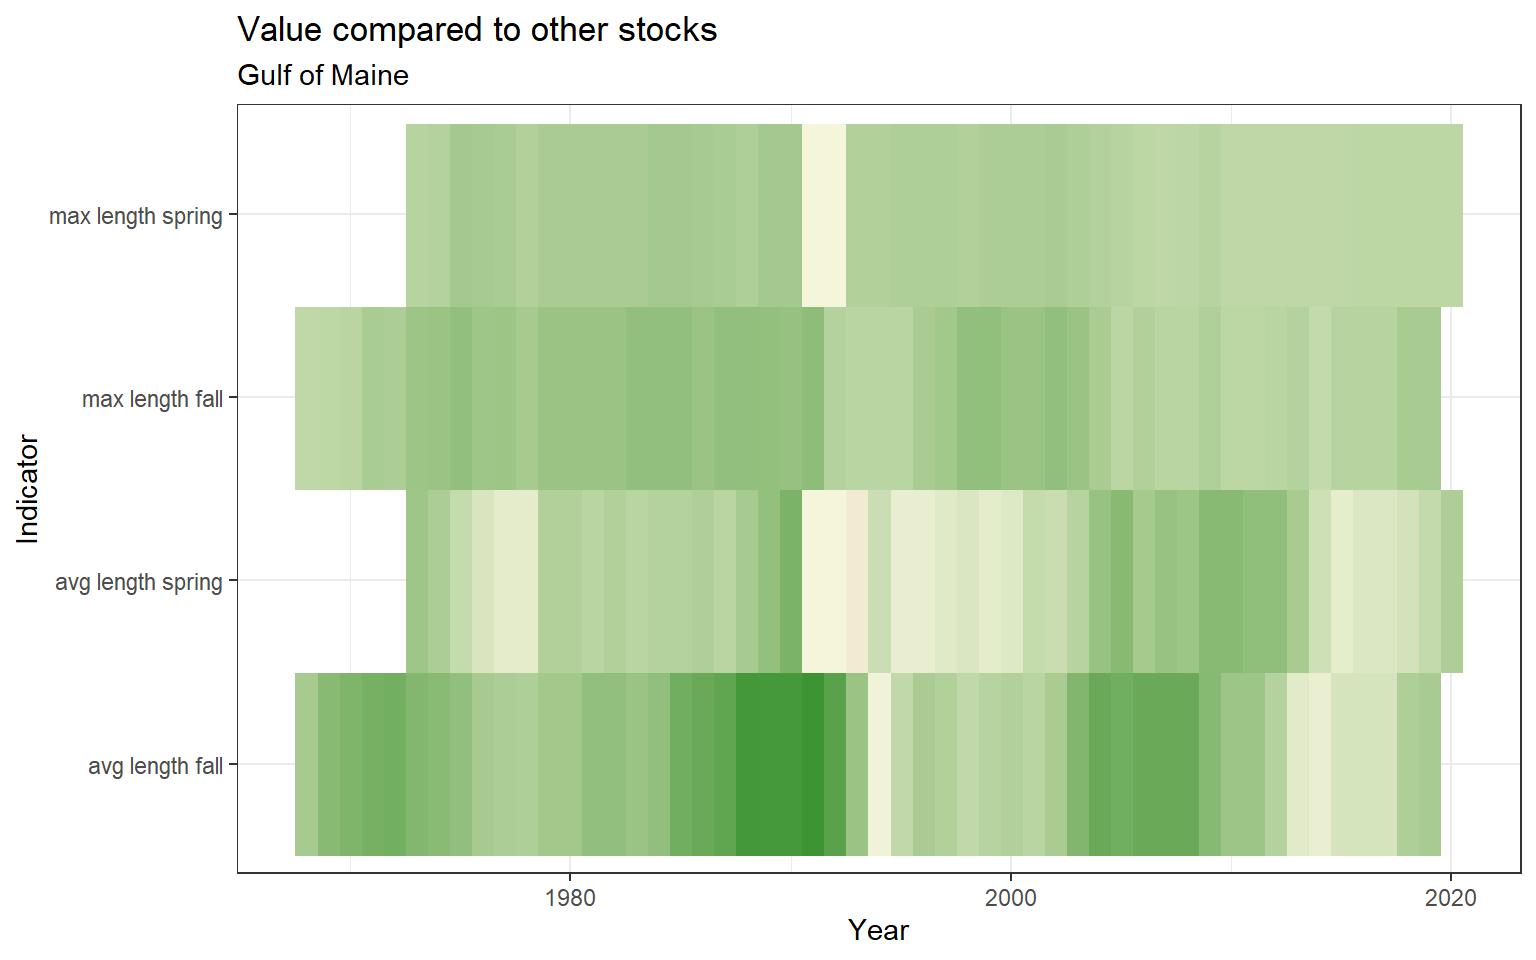 Value compared to other stocks
Gulf of Maine
max length spring
max length fall
avg length spring
avg length fall
Indicator
1980
2000
2020
Year